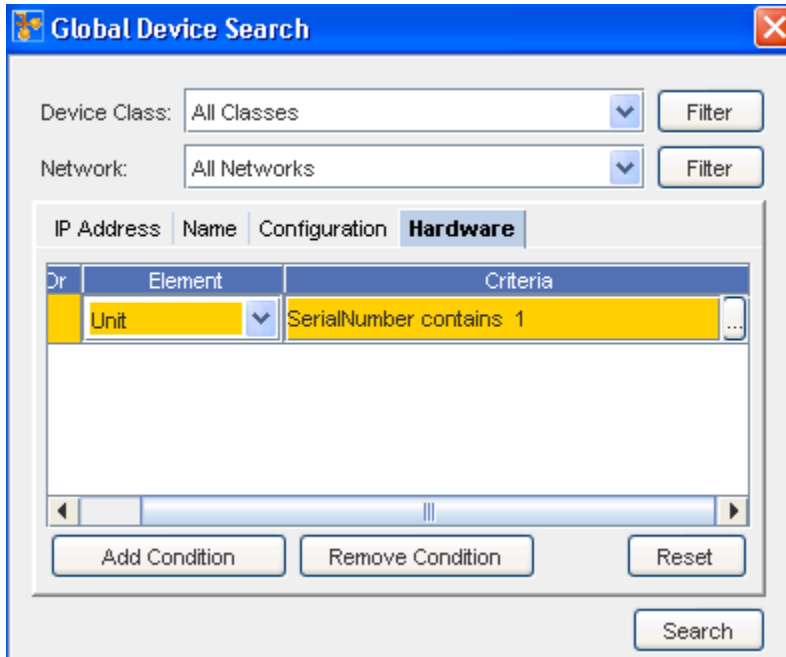 Global Device Search
Device Class: All Classes Filter
Network: All Networks Filter
IP Address Name Configuration Hardware
Or Element Criteria
Unit SerialNumber contains 1 ...
Add Condition Remove Condition Reset
Search